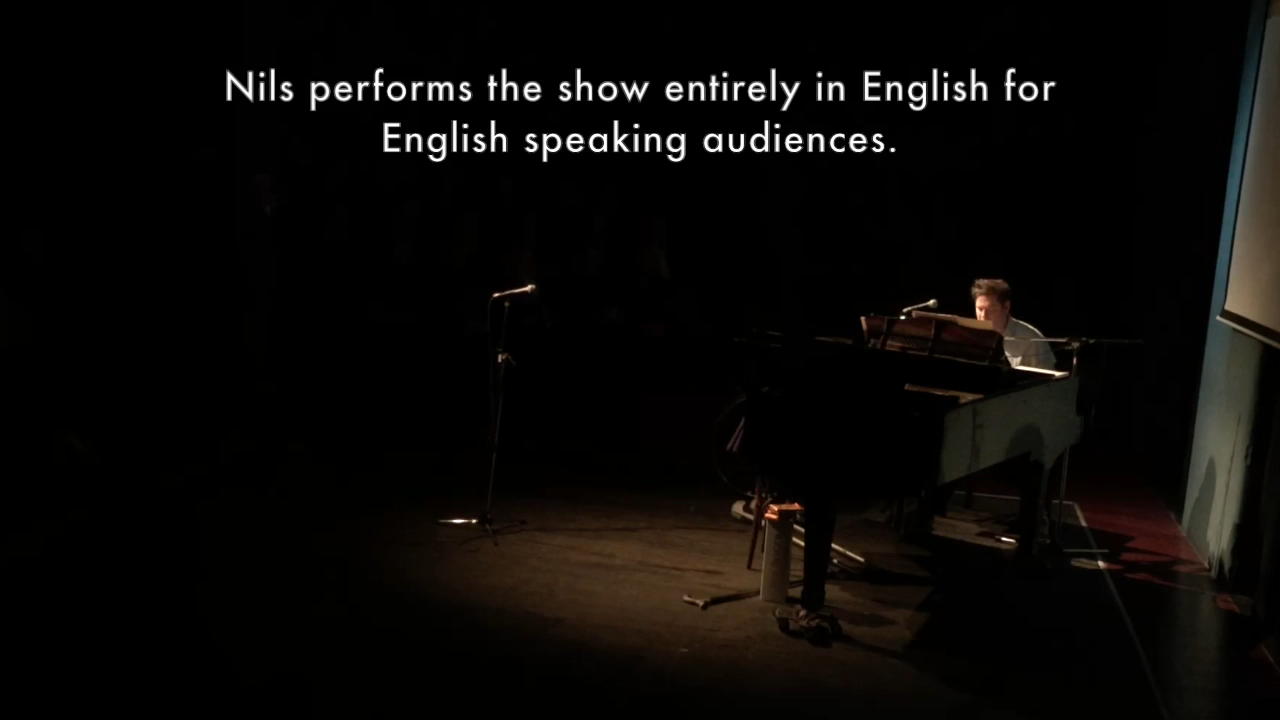 Nils performs the show entirely in English for
English speaking audiences.